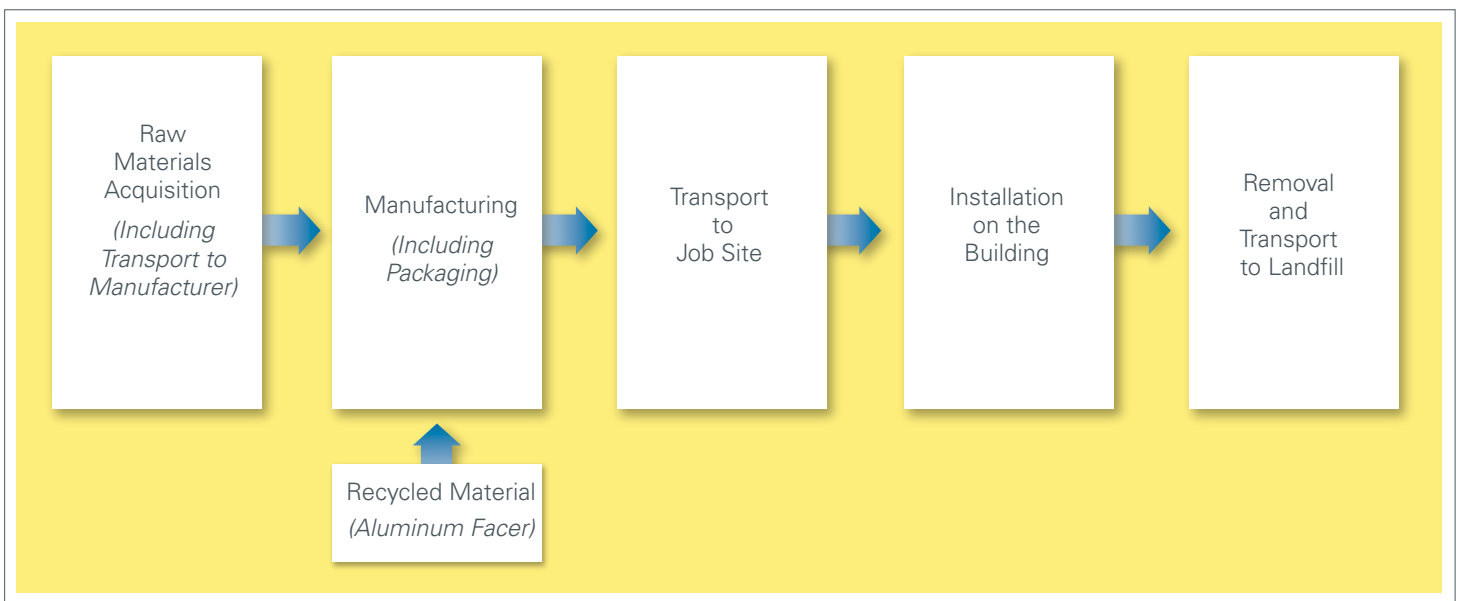 Raw
Materials
Acquisition
(Including
Transport to
Manufacturer)
Manufacturing
(Including
Packaging)
Transport
to
Job Site
Installation
on the
Building
Removal
and
Transport
to Landfill
Recycled Material
(Aluminum Facer)